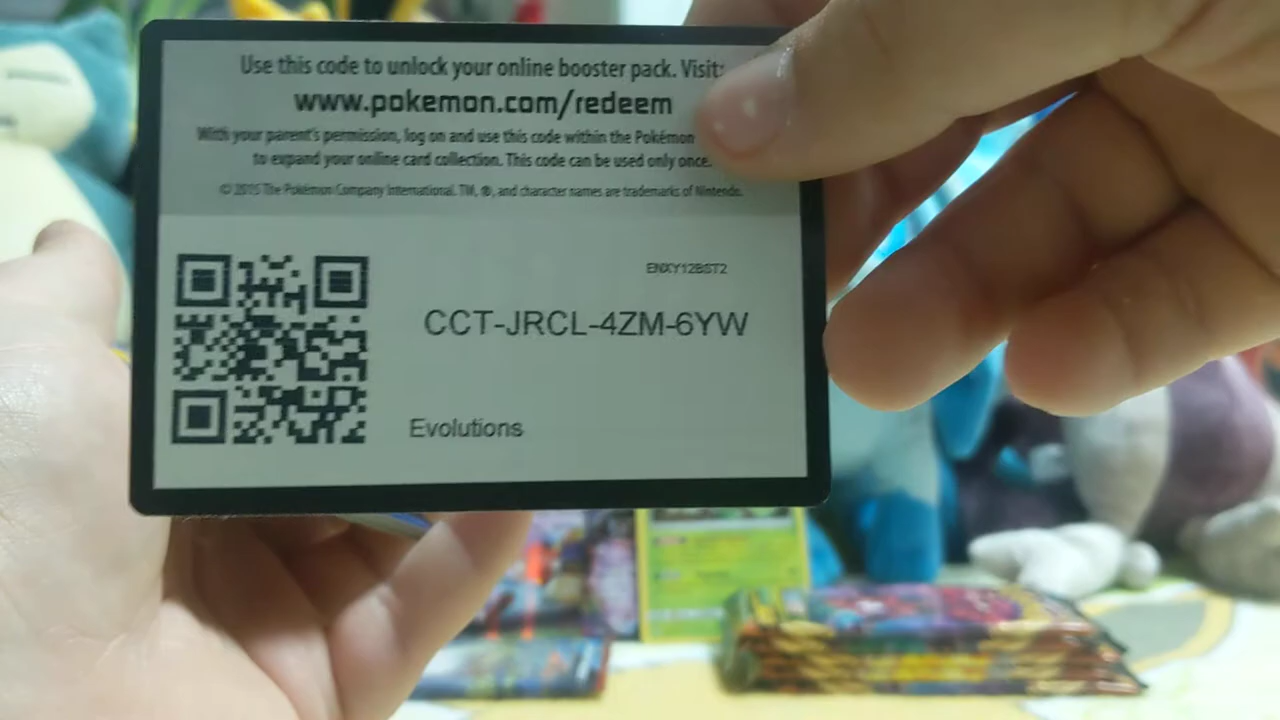 Use this code to unlock your online booster pack. Visit:
www.pokemon.com/redeem
With your parent's permission, log on and use this code within the Pokémon
to expand your online card collection. This code can be used only once.
© 2015 The Pokémon Company International. TM, ®, and character names are trademarks of Nintendo.
ENXY12BST2
CCT-JRCL-4ZM-6YW
Evolutions